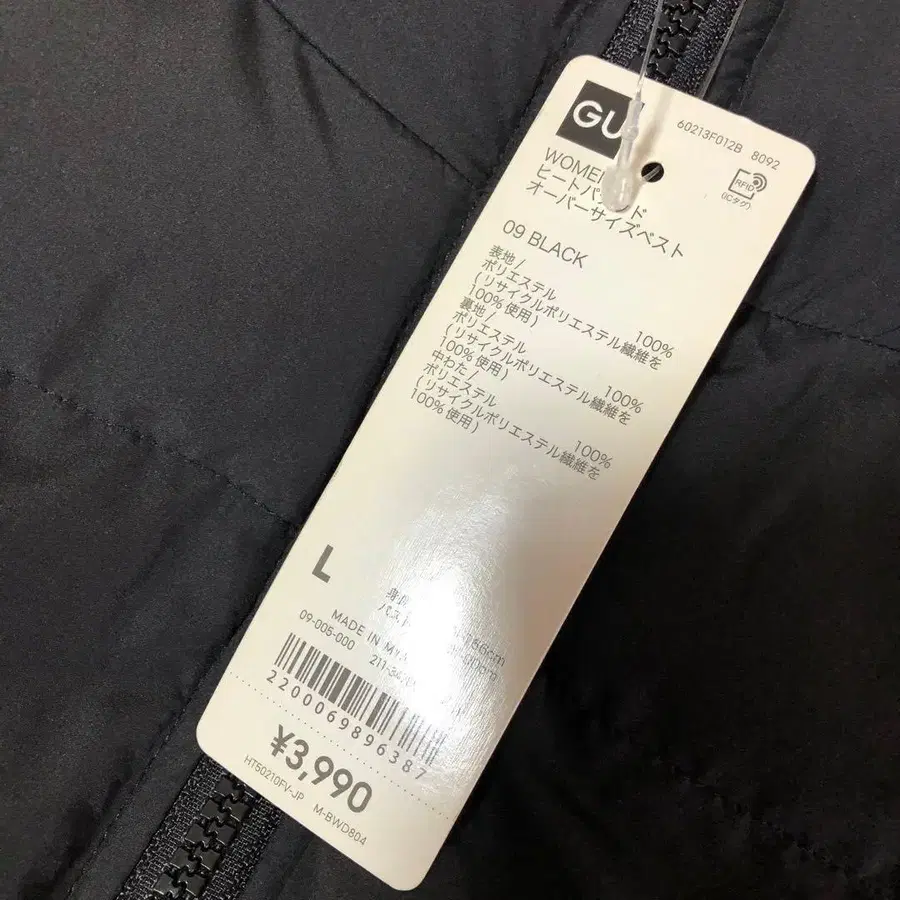 GU
60213F012B 8092
RFID
(ICタグ)
WOMEN
オーバーサイズベスト
09 BLACK
表地/
ポリエステル 100%
(リサイクルポリエステル繊維を
100%使用)
裏地/
ポリエステル 100%
(リサイクルポリエステル繊維を
100%使用)
中わた/
ポリエステル 100%
(リサイクルポリエステル繊維を
100%使用)
L
MADE IN
09-005-000
2200069896387
¥3,990
HT50210FV-JP M-BWD804